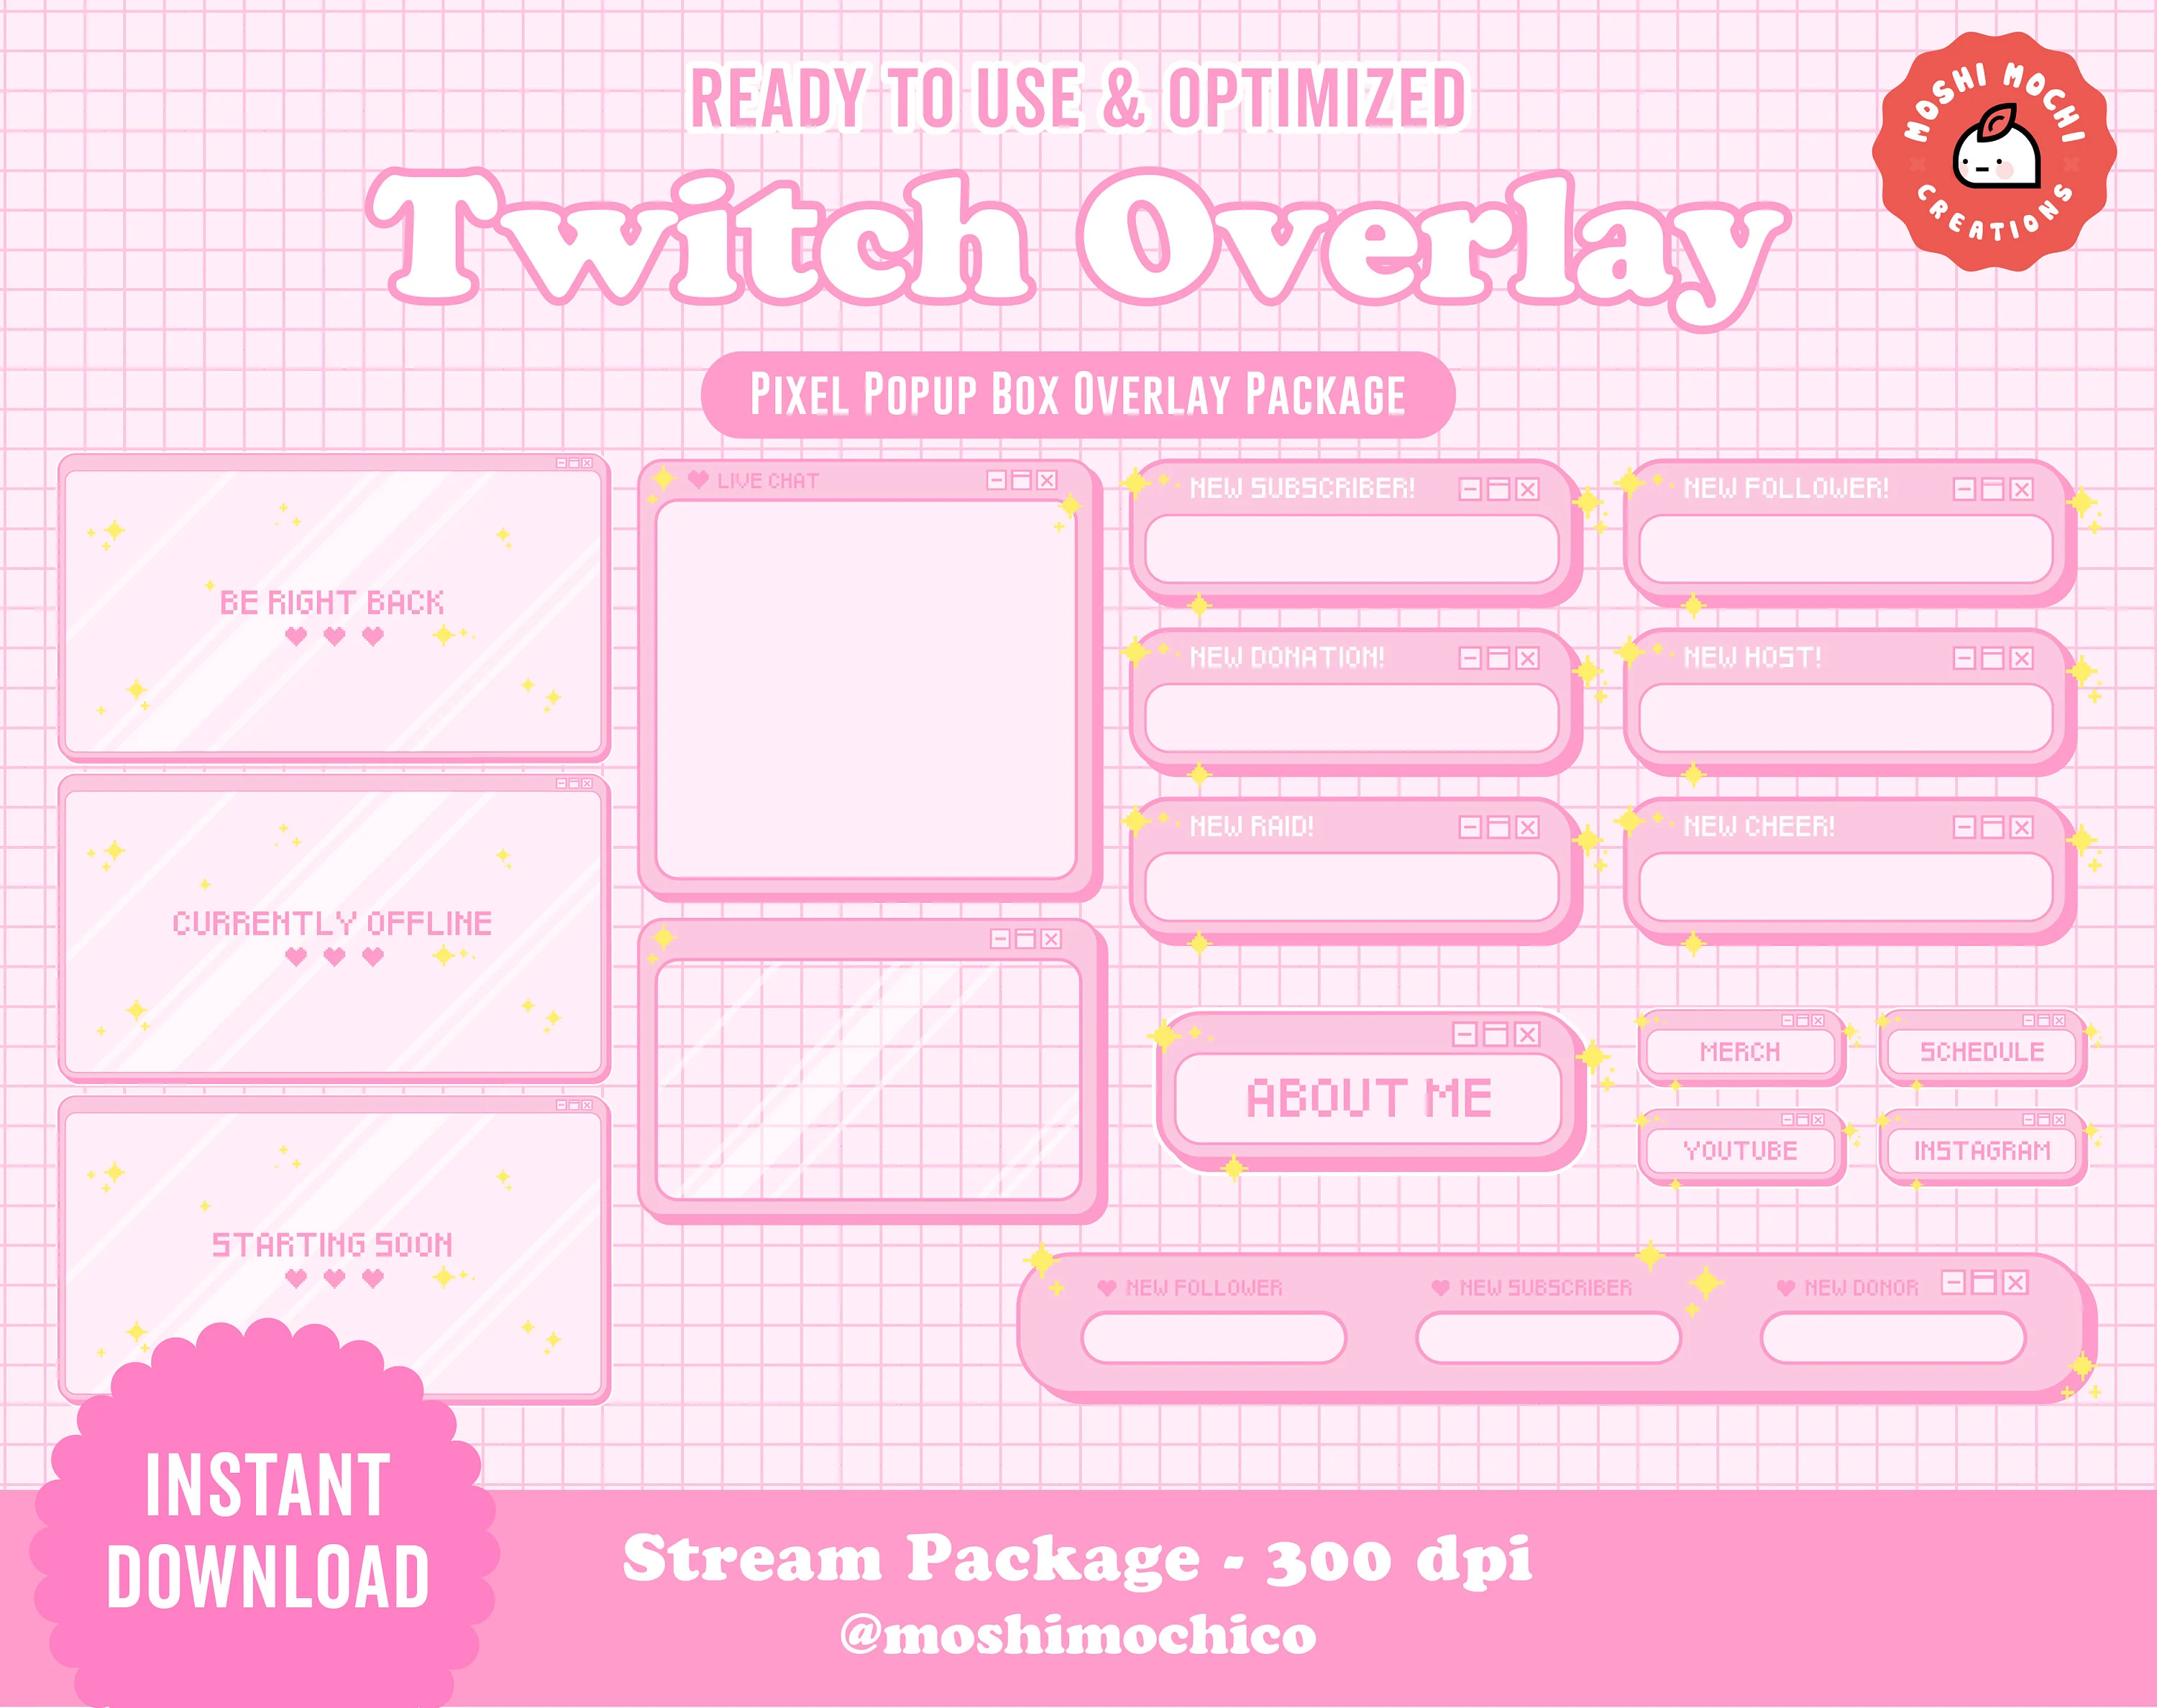 READY TO USE & OPTIMIZED
MOSHI MOCHI
CREATIONS
Twitch Overlay
PIXEL POPUP BOX OVERLAY PACKAGE
BE RIGHT BACK
CURRENTLY OFFLINE
STARTING SOON
LIVE CHAT
NEW SUBSCRIBER!
NEW FOLLOWER!
NEW DONATION!
NEW HOST!
NEW RAID!
NEW CHEER!
ABOUT ME
MERCH
SCHEDULE
YOUTUBE
INSTAGRAM
NEW FOLLOWER
NEW SUBSCRIBER
NEW DONOR
INSTANT
DOWNLOAD
Stream Package - 300 dpi
@moshimochico